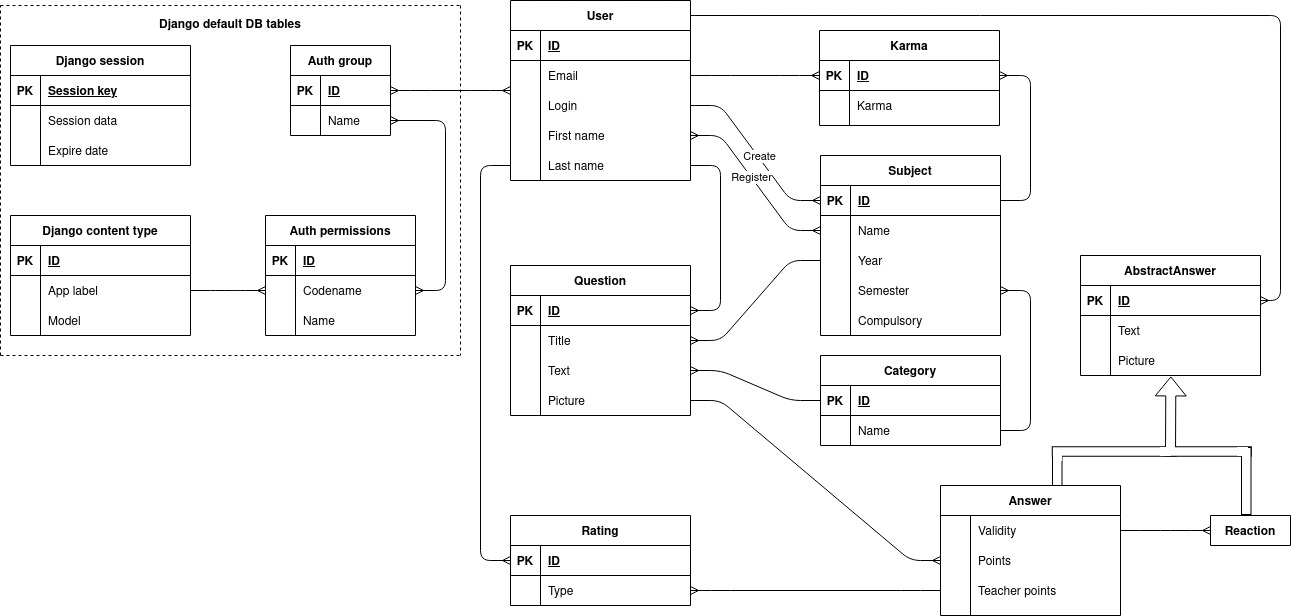 Django default DB tables
Django session
PK Session key
Session data
Expire date
Auth group
PK ID
Name
Django content type
PK ID
App label
Model
Auth permissions
PK ID
Codename
Name
User
PK ID
Email
Login
First name
Last name
Create
Register
Karma
PK ID
Karma
Subject
PK ID
Name
Year
Semester
Compulsory
Question
PK ID
Title
Text
Picture
Category
PK ID
Name
AbstractAnswer
PK ID
Text
Picture
Rating
PK ID
Type
Answer
Validity
Points
Teacher points
Reaction